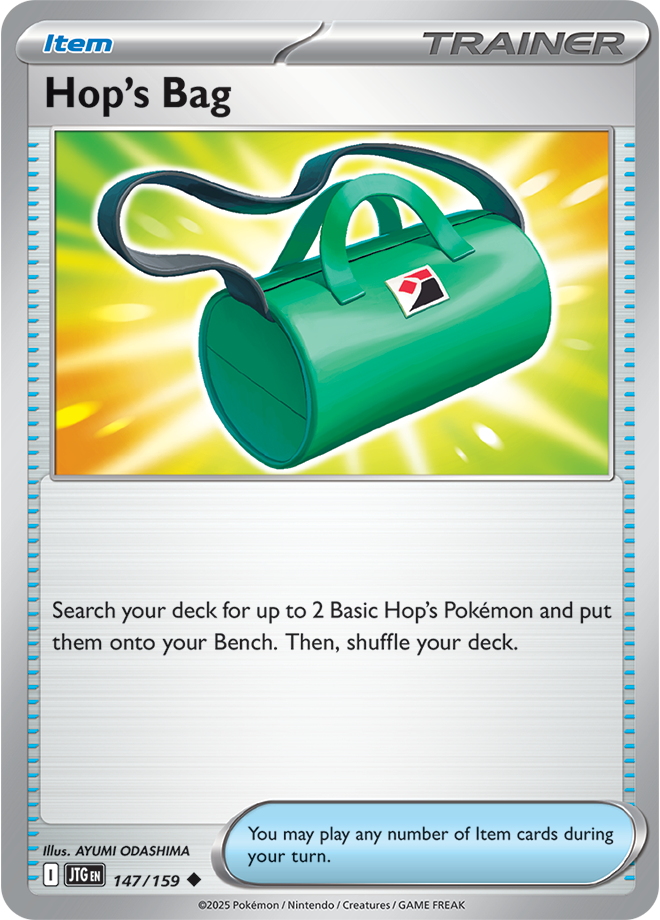 Item
TRAINER
Hop's Bag
Search your deck for up to 2 Basic Hop's Pokémon and put
them onto your Bench. Then, shuffle your deck.
Illus. AYUMI ODASHIMA
You may play any number of Item cards during
your turn.
I JTG EN 147/159 ◆
©2025 Pokémon / Nintendo / Creatures / GAME FREAK